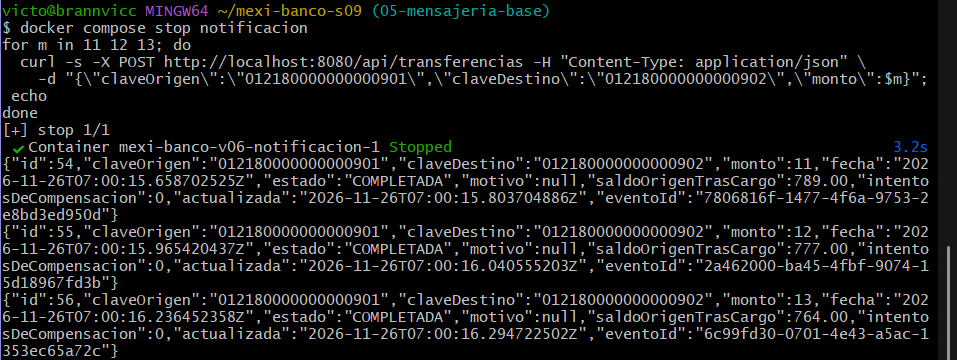 victo@brannvicc MINGW64 ~/mexi-banco-s09 (05-mensajeria-base)
$ docker compose stop notificacion
for m in 11 12 13; do
  curl -s -X POST http://localhost:8080/api/transferencias -H "Content-Type: application/json" \
    -d "{\"claveOrigen\":\"012180000000000901\",\"claveDestino\":\"012180000000000902\",\"monto\":$m}";
 echo
done
[+] stop 1/1
 ✔ Container mexi-banco-v06-notificacion-1 Stopped 3.2s
{"id":54,"claveOrigen":"012180000000000901","claveDestino":"012180000000000902","monto":11,"fecha":"202
6-11-26T07:00:15.658702525Z","estado":"COMPLETADA","motivo":null,"saldoOrigenTrasCargo":789.00,"intento
sDeCompensacion":0,"actualizada":"2026-11-26T07:00:15.803704886Z","eventoId":"7806816f-1477-4f6a-9753-2
e8bd3ed950d"}
{"id":55,"claveOrigen":"012180000000000901","claveDestino":"012180000000000902","monto":12,"fecha":"202
6-11-26T07:00:15.965420437Z","estado":"COMPLETADA","motivo":null,"saldoOrigenTrasCargo":777.00,"intento
sDeCompensacion":0,"actualizada":"2026-11-26T07:00:16.040555203Z","eventoId":"2a462000-ba45-4fbf-9074-1
5d18967fd3b"}
{"id":56,"claveOrigen":"012180000000000901","claveDestino":"012180000000000902","monto":13,"fecha":"202
6-11-26T07:00:16.236452358Z","estado":"COMPLETADA","motivo":null,"saldoOrigenTrasCargo":764.00,"intento
sDeCompensacion":0,"actualizada":"2026-11-26T07:00:16.294722502Z","eventoId":"6c99fd30-0701-4e43-a5ac-1
353ec65a72c"}